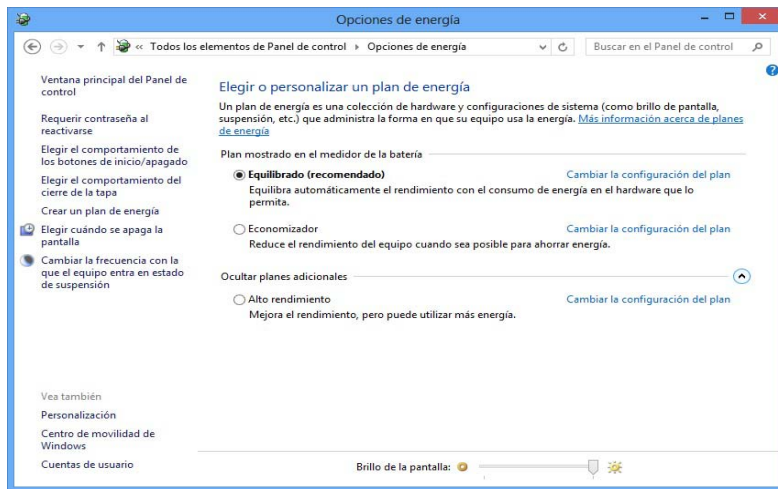 Opciones de energía
« Todos los elementos de Panel de control Opciones de energía
Buscar en el Panel de control
Ventana principal del Panel de
control
Requerir contraseña al
reactivarse
Elegir el comportamiento de
los botones de inicio/apagado
Elegir el comportamiento del
cierre de la tapa
Crear un plan de energía
Elegir cuándo se apaga la
pantalla
Cambiar la frecuencia con la
que el equipo entra en estado
de suspensión
Vea también
Personalización
Centro de movilidad de
Windows
Cuentas de usuario
Elegir o personalizar un plan de energía
Un plan de energía es una colección de hardware y configuraciones de sistema (como brillo de pantalla,
suspensión, etc.) que administra la forma en que su equipo usa la energía. Más información acerca de planes
de energía
Plan mostrado en el medidor de la batería
Equilibrado (recomendado) Cambiar la configuración del plan
Equilibra automáticamente el rendimiento con el consumo de energía en el hardware que lo
permita.
Economizador Cambiar la configuración del plan
Reduce el rendimiento del equipo cuando sea posible para ahorrar energía.
Ocultar planes adicionales
Alto rendimiento Cambiar la configuración del plan
Mejora el rendimiento, pero puede utilizar más energía.
Brillo de la pantalla: